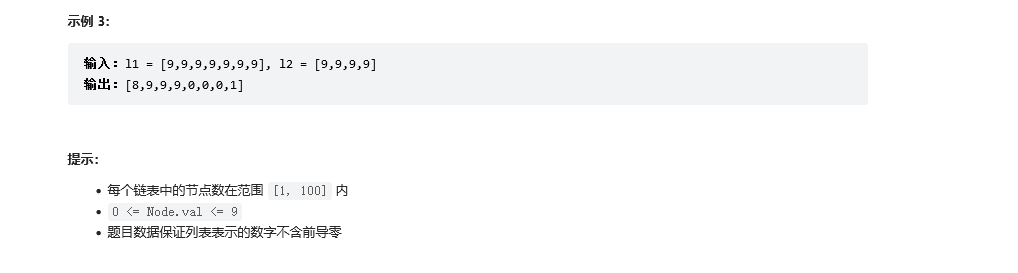 示例 3：
输入：l1 = [9,9,9,9,9,9,9], l2 = [9,9,9,9]
输出：[8,9,9,9,0,0,0,1]
提示：
• 每个链表中的节点数在范围 [1, 100] 内
• 0 <= Node.val <= 9
• 题目数据保证列表表示的数字不含前导零